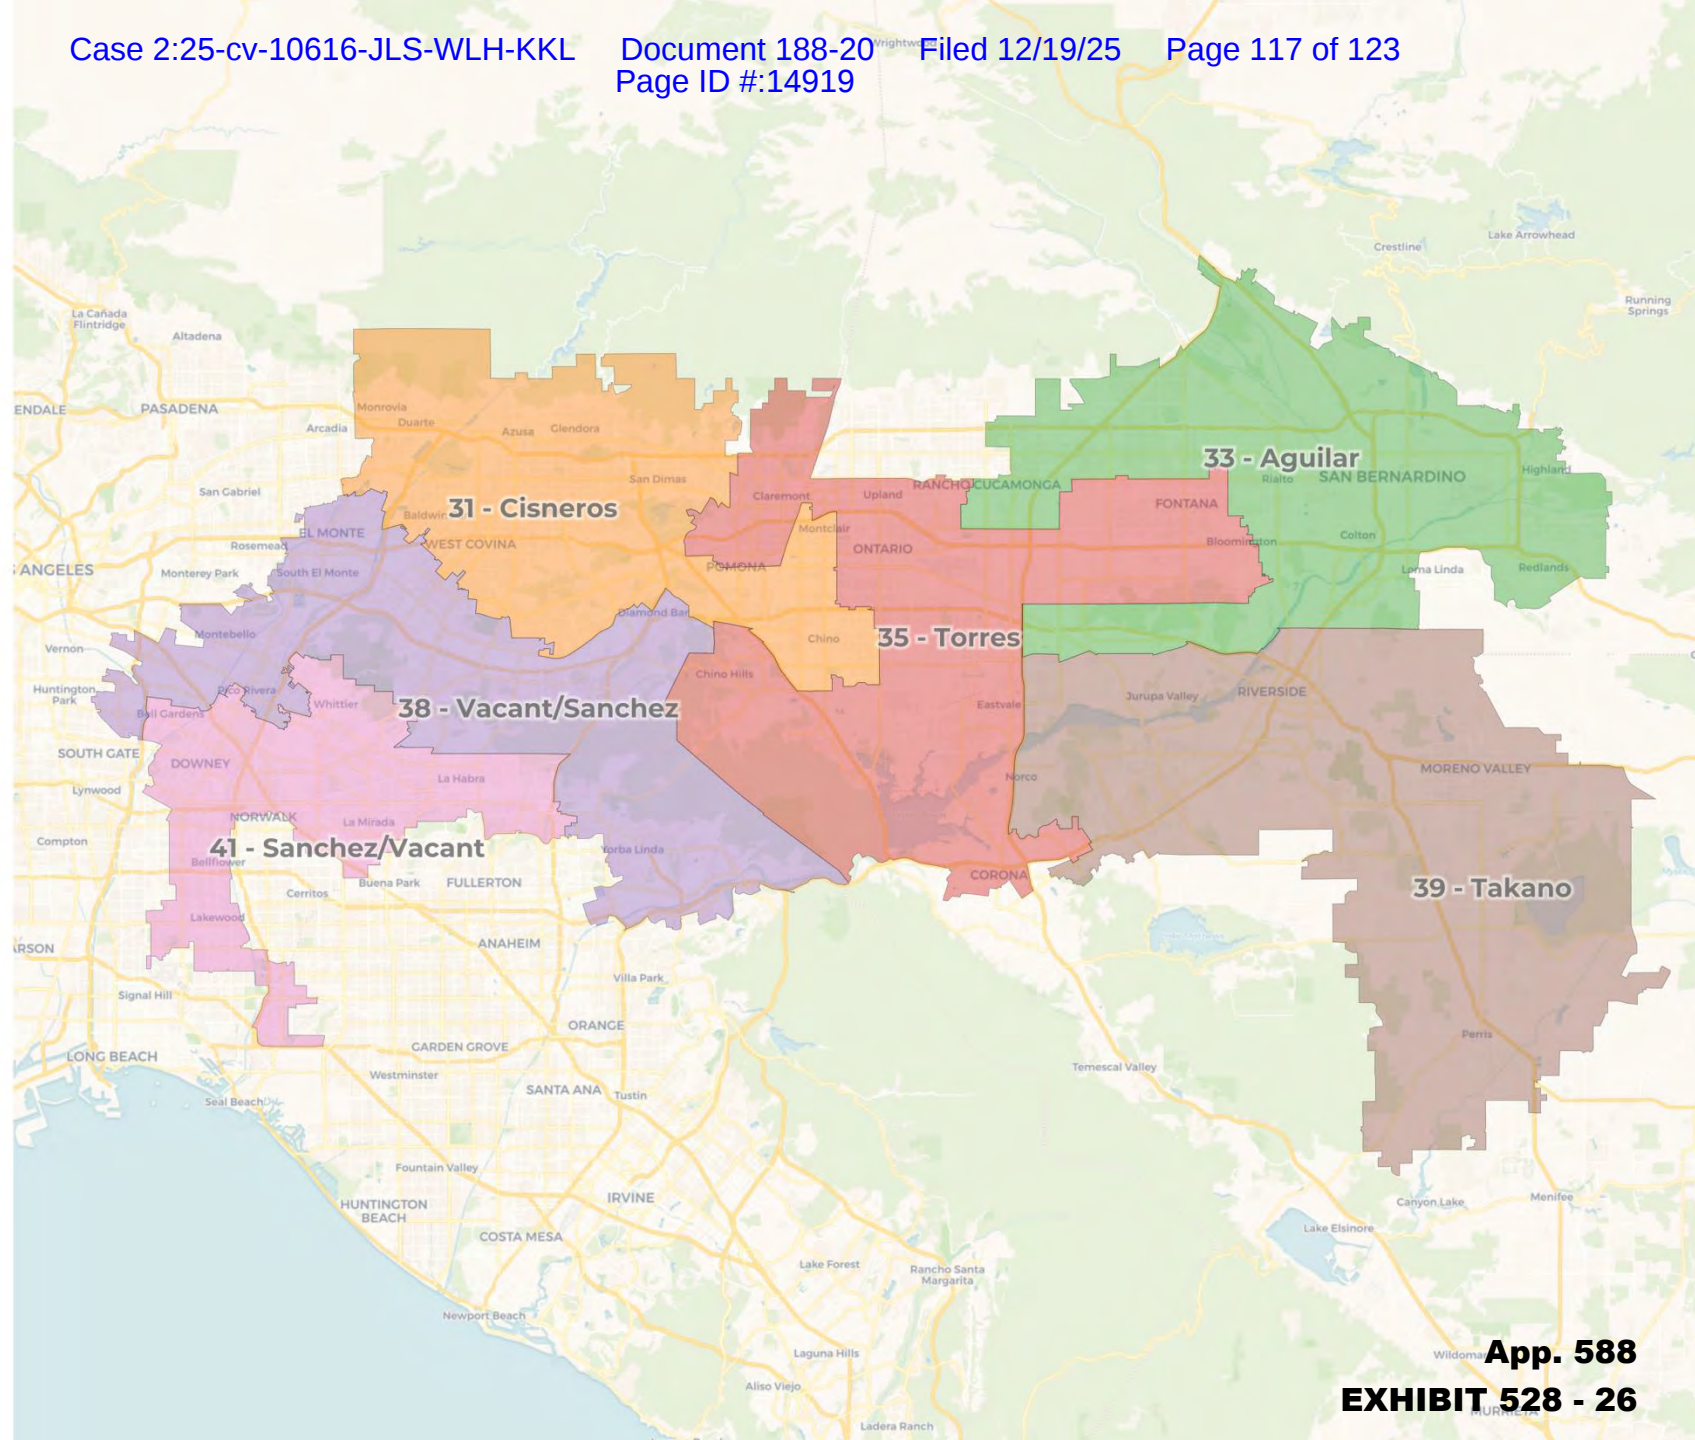 Case 2:25-cv-10616-JLS-WLH-KKL Document 188-20 Filed 12/19/25 Page 117 of 123
Page ID #:14919
Wrightwood
Lake Arrowhead
Crestline
Running
Springs
La Cañada
Flintridge
Altadena
ENDALE
PASADENA
Monrovia
Arcadia
Duarte
Azusa
Glendora
33 - Aguilar
San Dimas
Rialto
SAN BERNARDINO
Highland
San Gabriel
Claremont
Upland
RANCHO CUCAMONGA
FONTANA
31 - Cisneros
Baldwin
EL MONTE
Montclair
Rosemead
WEST COVINA
ONTARIO
Bloomington
Colton
ANGELES
Monterey Park
South El Monte
POMONA
Loma Linda
Redlands
Diamond Bar
Montebello
Chino
35 - Torres
Vernon
Chino Hills
Huntington
Park
Pico Rivera
Whittier
38 - Vacant/Sanchez
Eastvale
Jurupa Valley
RIVERSIDE
Bell Gardens
SOUTH GATE
DOWNEY
La Habra
Norco
MORENO VALLEY
Lynwood
NORWALK
La Mirada
Compton
41 - Sanchez/Vacant
Yorba Linda
Bellflower
Buena Park
FULLERTON
CORONA
39 - Takano
Cerritos
Lakewood
ANAHEIM
RSON
Villa Park
Signal Hill
ORANGE
Perris
LONG BEACH
GARDEN GROVE
Temescal Valley
Westminster
SANTA ANA
Tustin
Seal Beach
Fountain Valley
IRVINE
HUNTINGTON
BEACH
Canyon Lake
Menifee
COSTA MESA
Lake Elsinore
Lake Forest
Rancho Santa
Margarita
Newport Beach
Laguna Hills
Wildomar
App. 588
Aliso Viejo
EXHIBIT 528 - 26
MURRIETA
Ladera Ranch